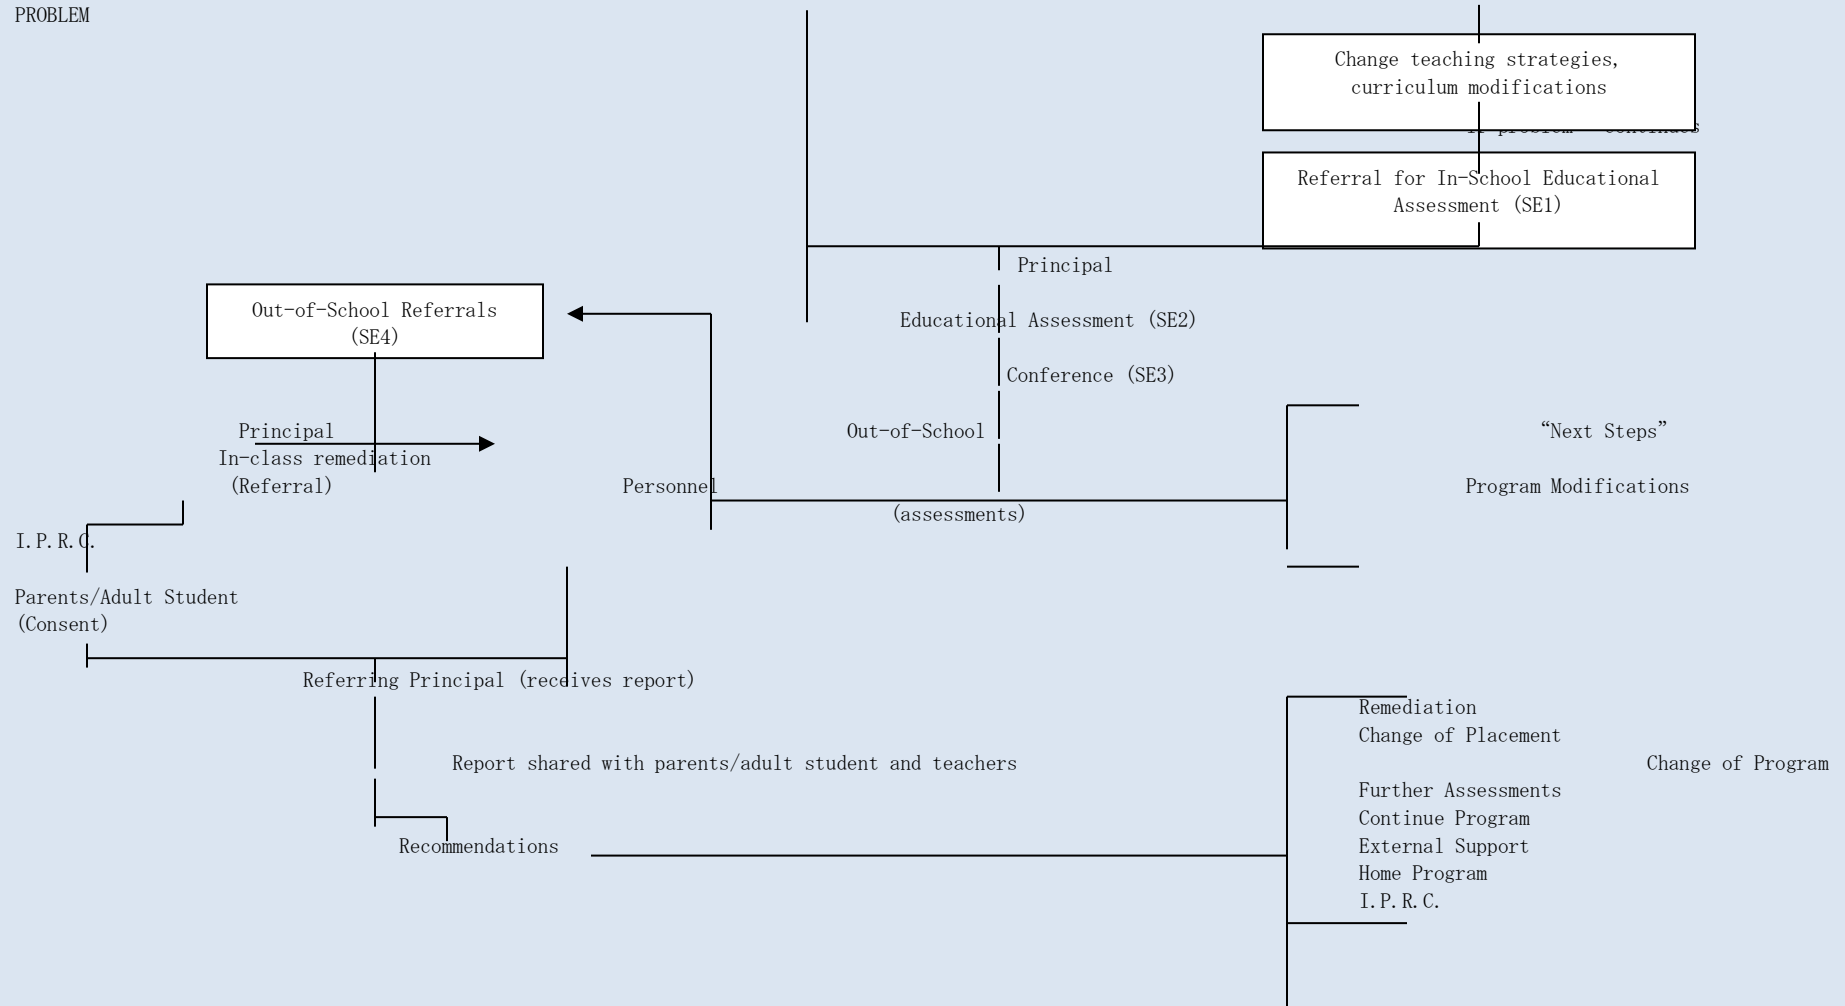 PROBLEM
Change teaching strategies,
curriculum modifications
problem continues
Referral for In-School Educational
Assessment (SE1)
Principal
Out-of-School Referrals
(SE4)
Educational Assessment (SE2)
Conference (SE3)
Principal
Out-of-School
“Next Steps”
In-class remediation
(Referral)
Personnel
Program Modifications
(assessments)
I.P.R.C.
Parents/Adult Student
(Consent)
Referring Principal (receives report)
Remediation
Change of Placement
Report shared with parents/adult student and teachers
Change of Program
Further Assessments
Continue Program
Recommendations
External Support
Home Program
I.P.R.C.